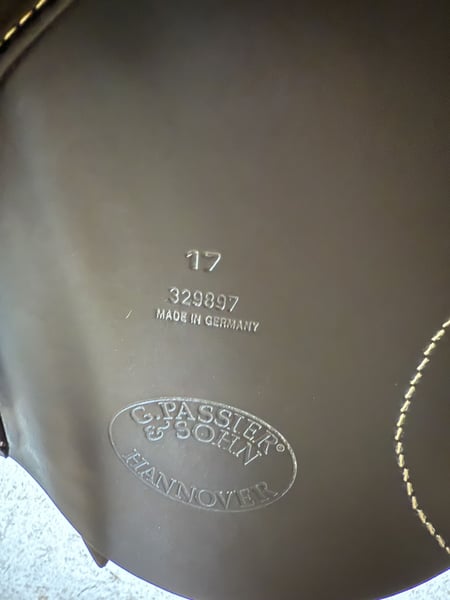 17
329897
MADE IN GERMANY
G. PASSIER®
& SOHN
HANNOVER